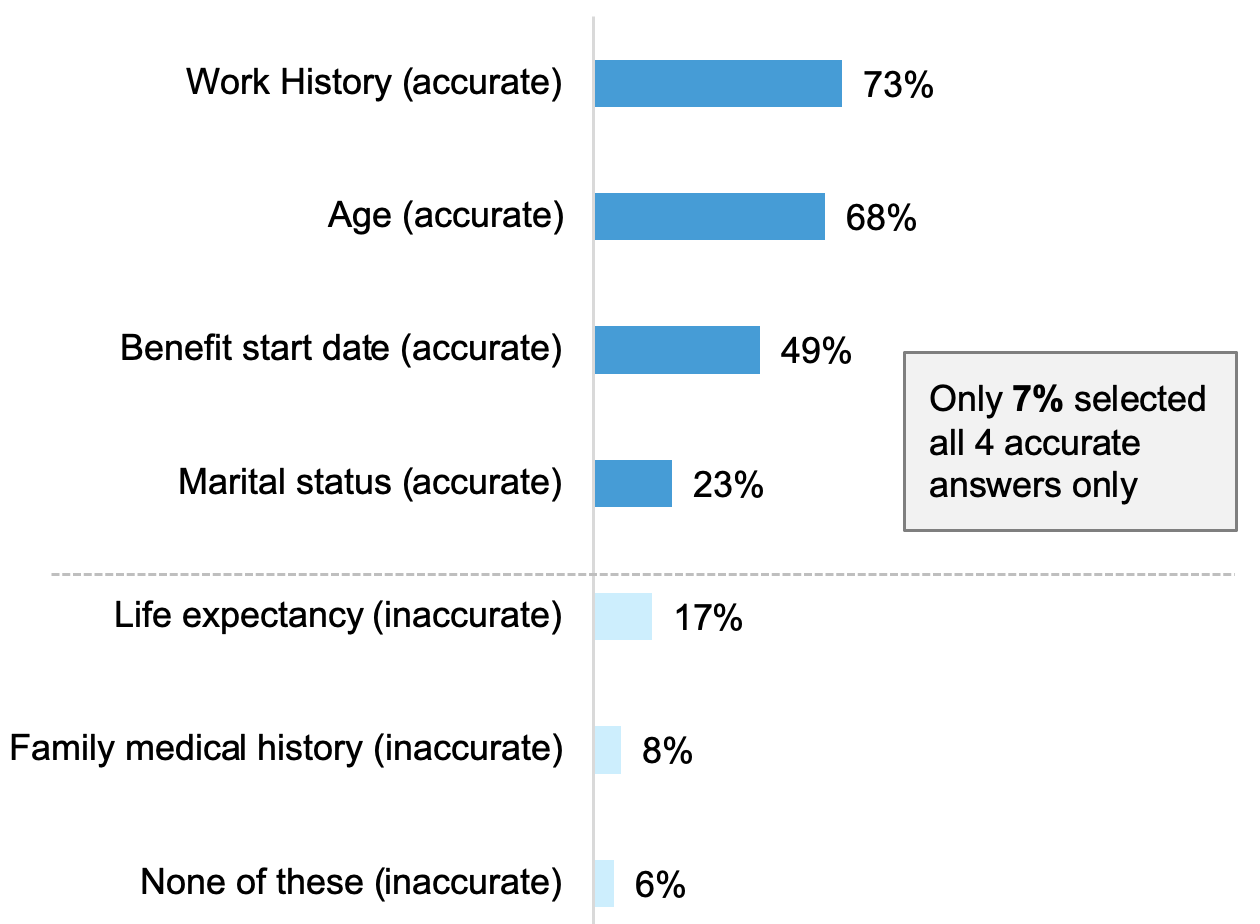 Work History (accurate) 73%
Age (accurate) 68%
Benefit start date (accurate) 49%
Only 7% selected
all 4 accurate
answers only
Marital status (accurate) 23%
Life expectancy (inaccurate) 17%
Family medical history (inaccurate) 8%
None of these (inaccurate) 6%